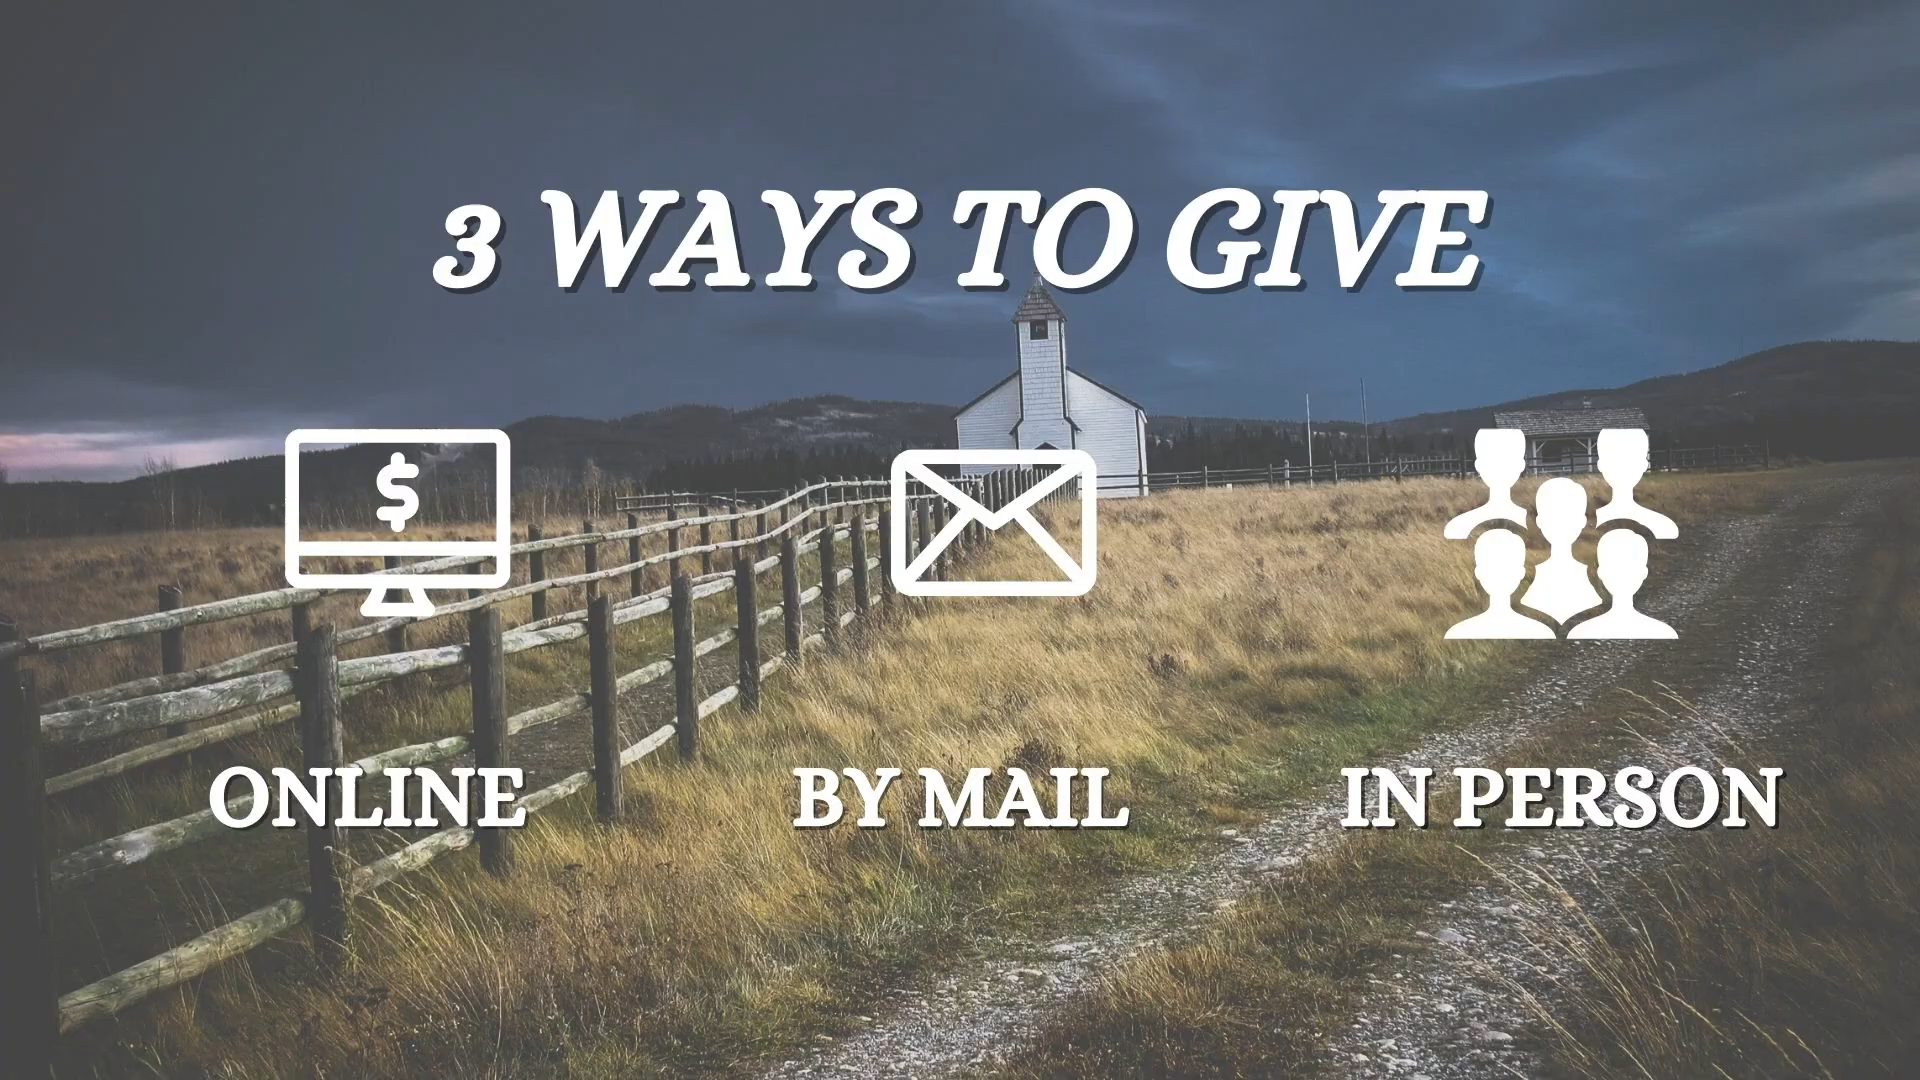 3 WAYS TO GIVE
$
ONLINE
BY MAIL
IN PERSON